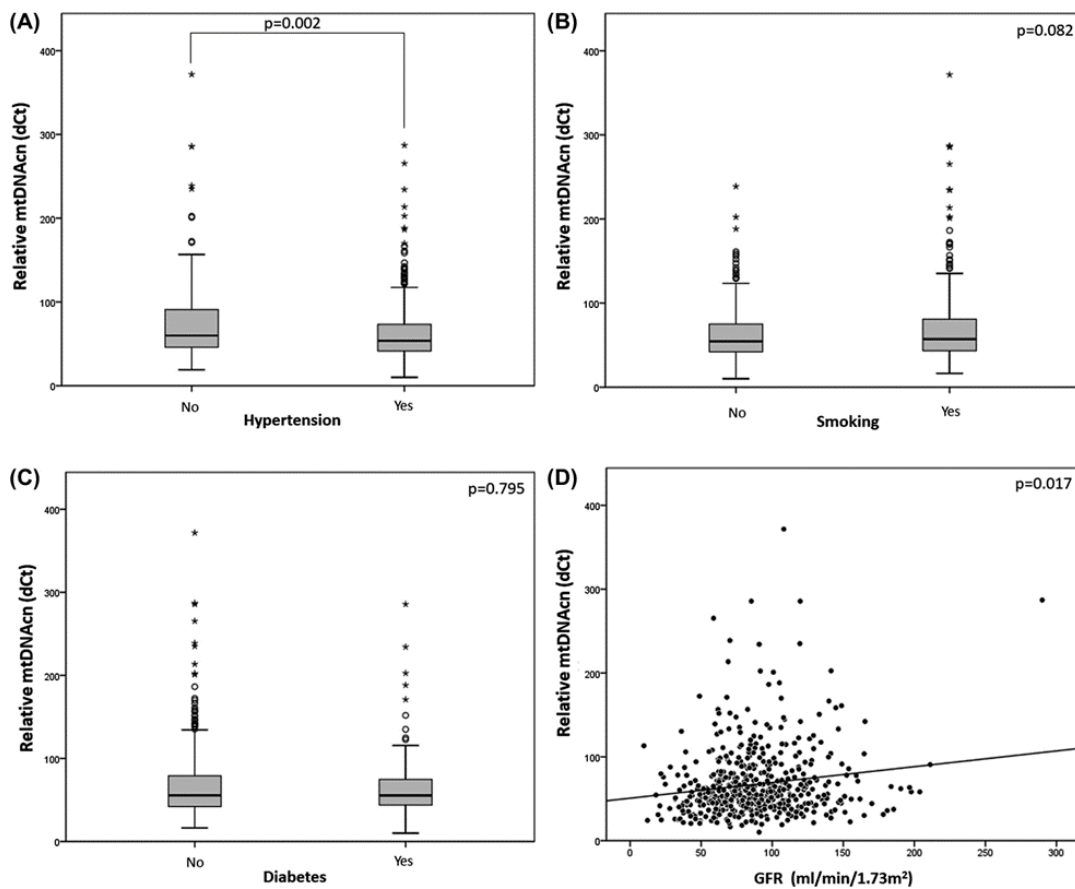 (A)
p=0.002
Relative mtDNAcn (dCt)
400
300
200
100
0
No
Yes
Hypertension
(B)
p=0.082
Relative mtDNAcn (dCt)
400
300
200
100
0
No
Yes
Smoking
(C)
p=0.795
Relative mtDNAcn (dCt)
400
300
200
100
0
No
Yes
Diabetes
(D)
p=0.017
Relative mtDNAcn (dCt)
400
300
200
100
0
0 50 100 150 200 250 300
GFR (ml/min/1.73m²)